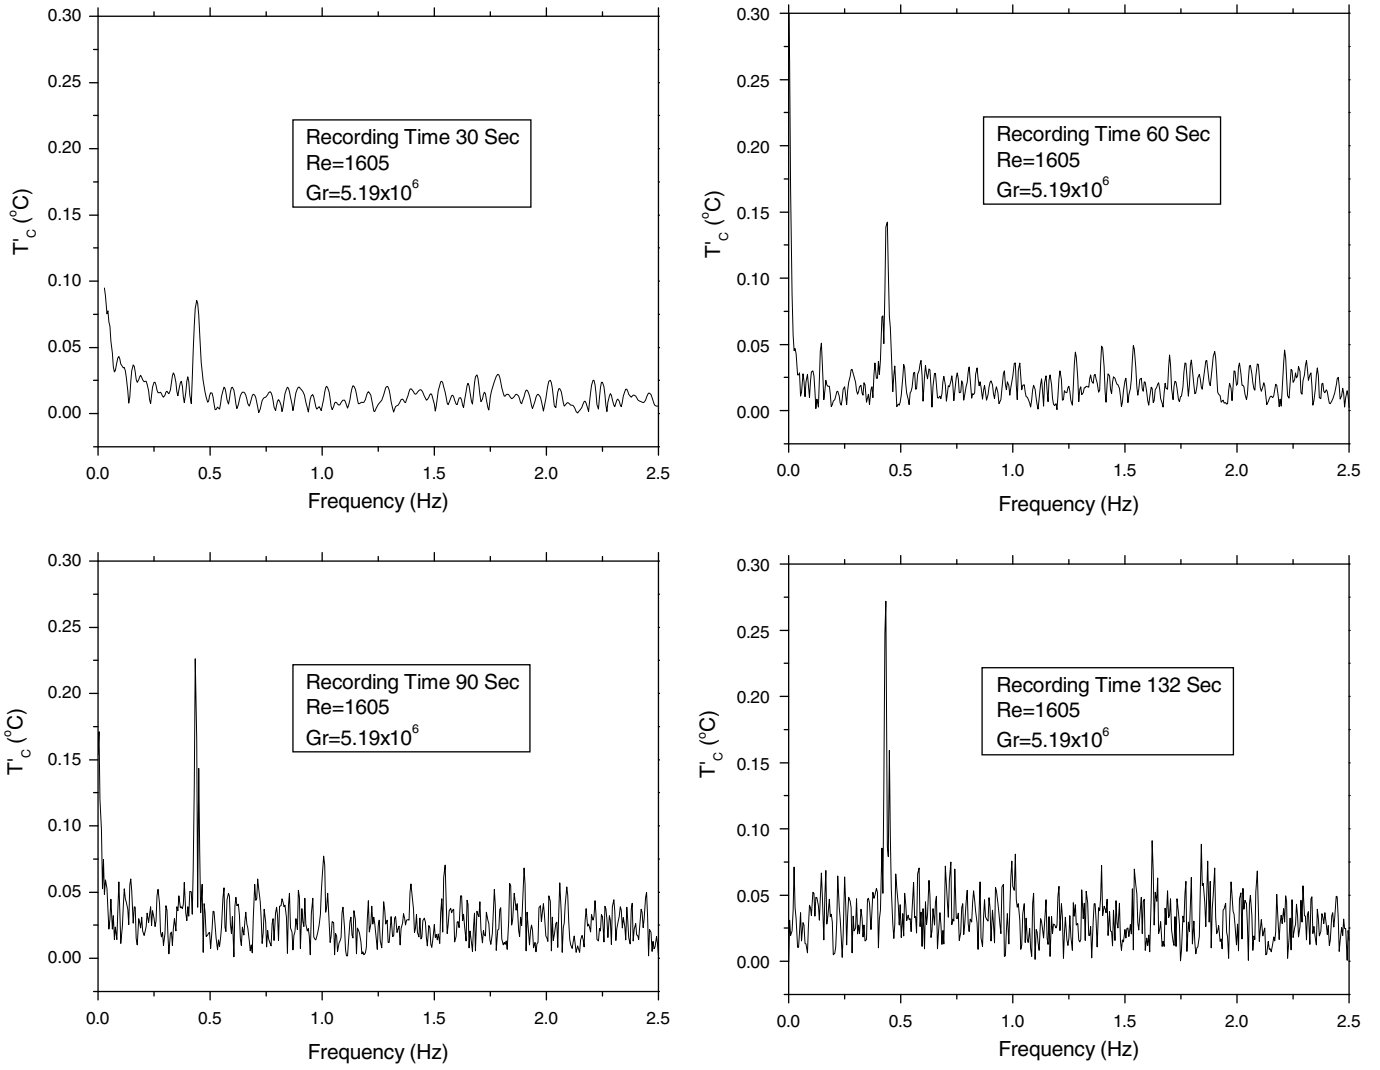 0.30
0.25
0.20
0.15
0.10
0.05
0.00
T'C (oC)
Recording Time 30 Sec
Re=1605
Gr=5.19x10^6
0.0 0.5 1.0 1.5 2.0 2.5
Frequency (Hz)
0.30
0.25
0.20
0.15
0.10
0.05
0.00
T'C (oC)
Recording Time 60 Sec
Re=1605
Gr=5.19x10^6
0.0 0.5 1.0 1.5 2.0 2.5
Frequency (Hz)
0.30
0.25
0.20
0.15
0.10
0.05
0.00
T'C (oC)
Recording Time 90 Sec
Re=1605
Gr=5.19x10^6
0.0 0.5 1.0 1.5 2.0 2.5
Frequency (Hz)
0.30
0.25
0.20
0.15
0.10
0.05
0.00
T'C (oC)
Recording Time 132 Sec
Re=1605
Gr=5.19x10^6
0.0 0.5 1.0 1.5 2.0 2.5
Frequency (Hz)